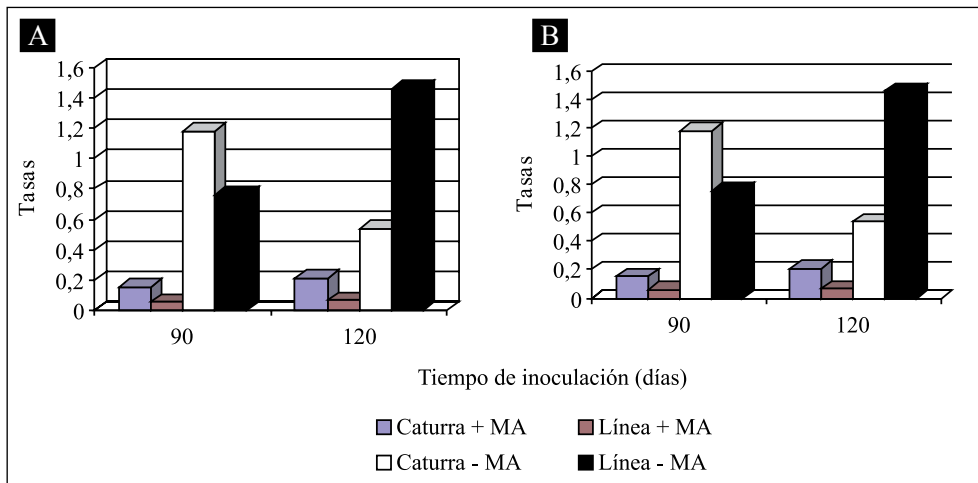 A
B
Tasas
1,6
1,4
1,2
1
0,8
0,6
0,4
0,2
0
90
120
Tasas
1,6
1,4
1,2
1
0,8
0,6
0,4
0,2
0
90
120
Tiempo de inoculación (días)
Caturra + MA
Línea + MA
Caturra - MA
Línea - MA